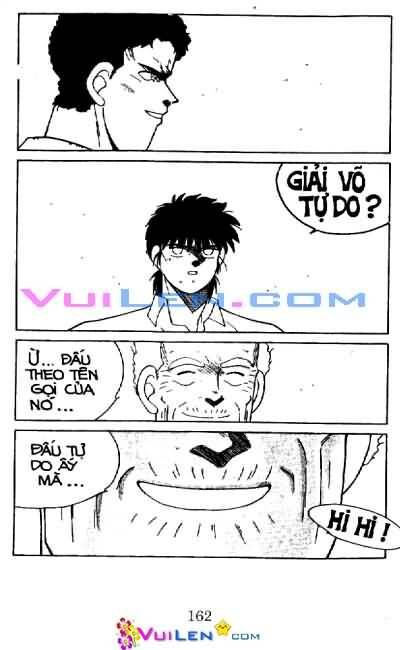 GIẢI VÕ
TỰ DO?
VUILEN.COM
Ừ... ĐẤU
THEO TÊN
GỌI CỦA
NÓ...
ĐẤU TỰ
DO ẤY
MÀ...
HI HI!
162
VUILEN.COM